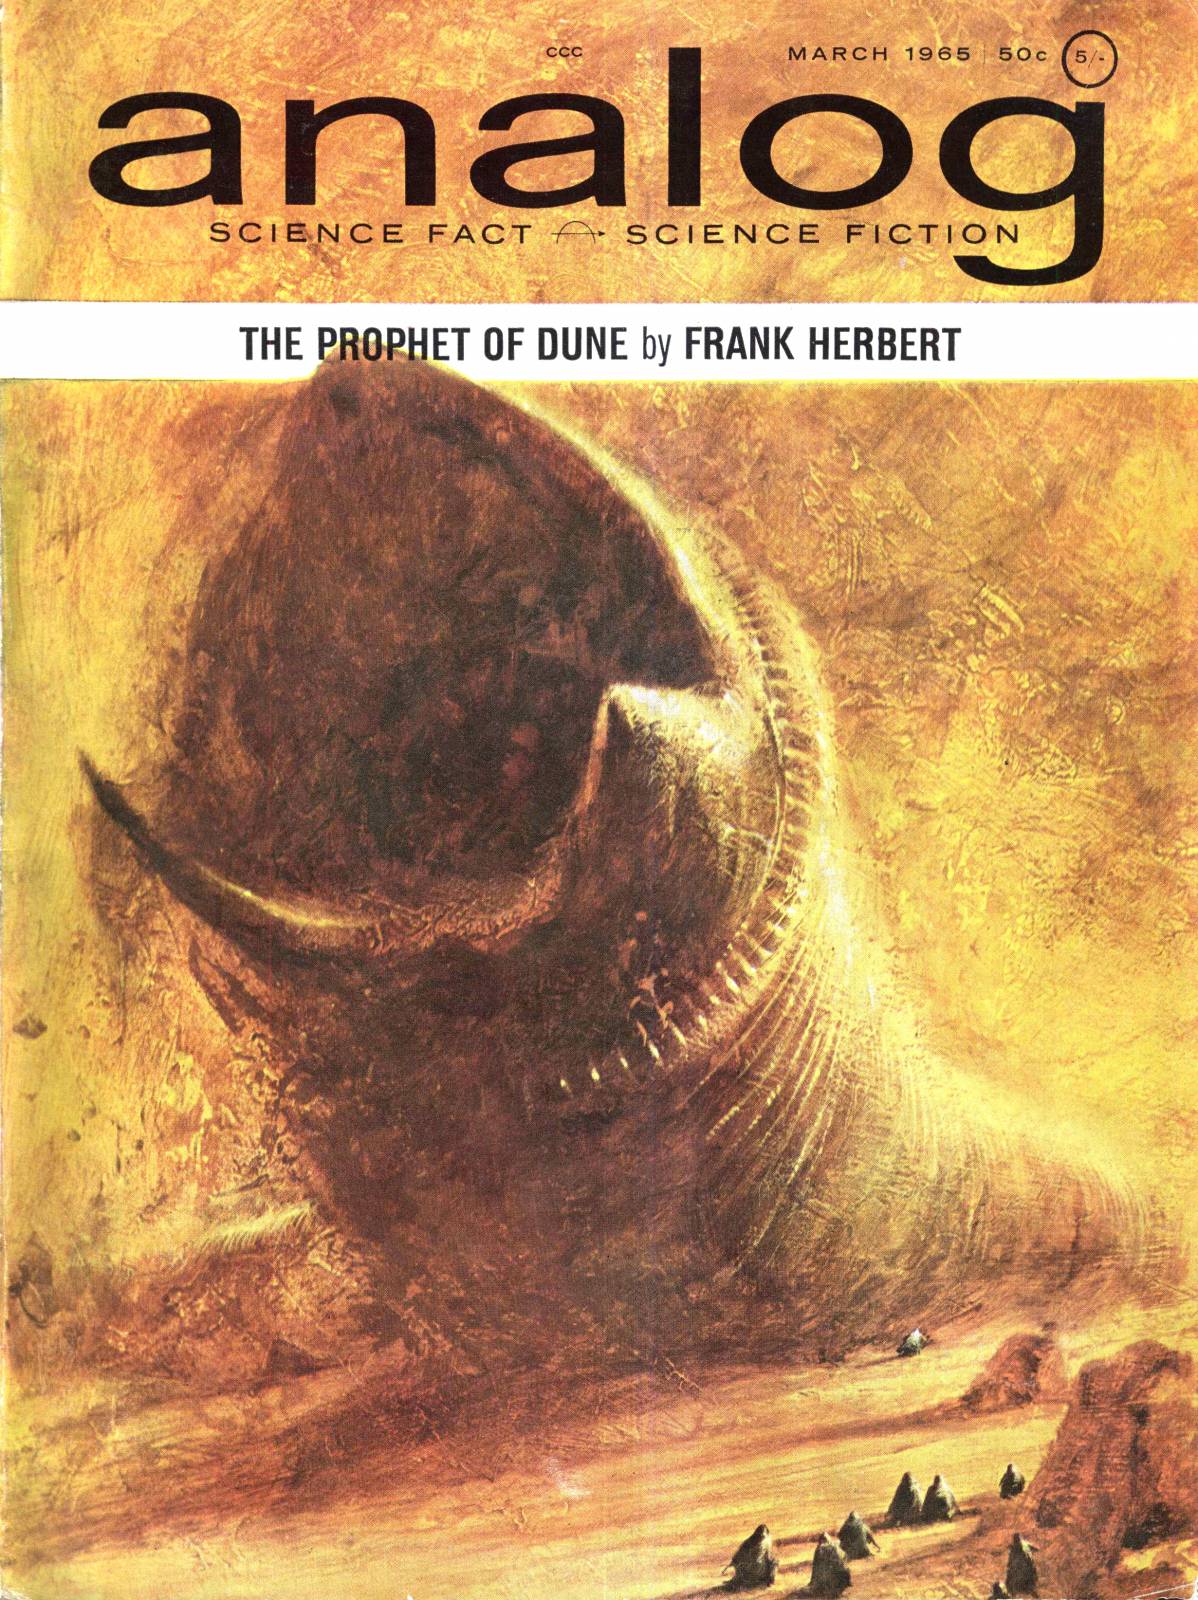 CCC
MARCH 1965 50c 5/-
analog
SCIENCE FACT SCIENCE FICTION
THE PROPHET OF DUNE by FRANK HERBERT